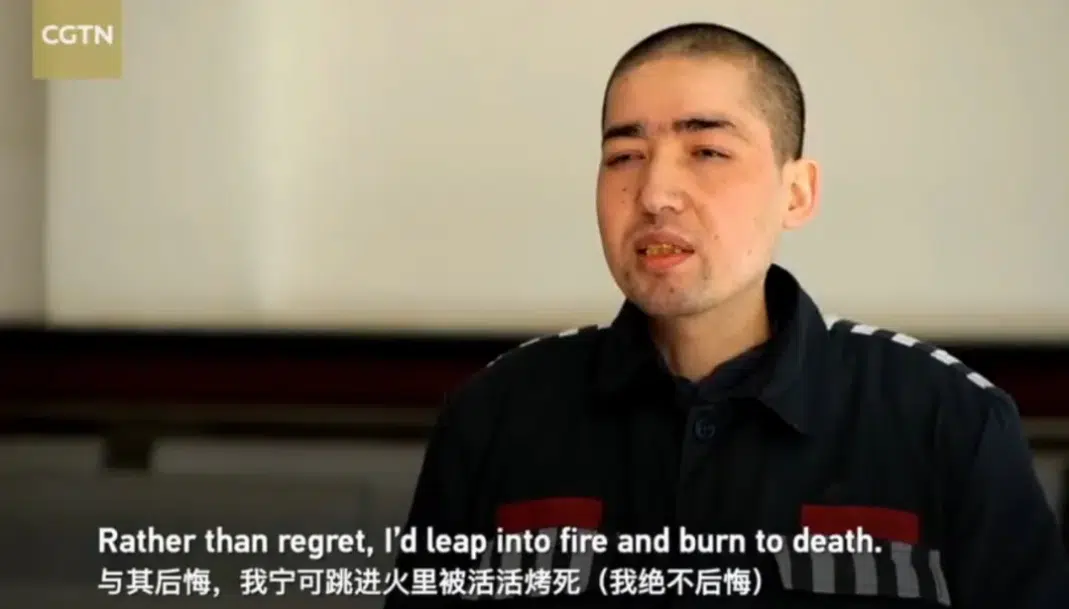 CGTN
Rather than regret, I'd leap into fire and burn to death.
与其后悔，我宁可跳进火里被活活烤死（我绝不后悔）